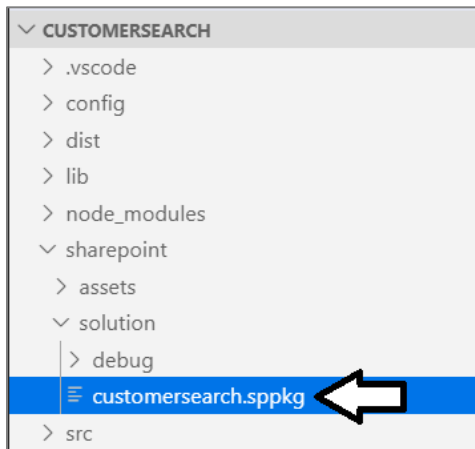 CUSTOMERSEARCH
.vscode
config
dist
lib
node_modules
sharepoint
assets
solution
debug
customersearch.sppkg
src